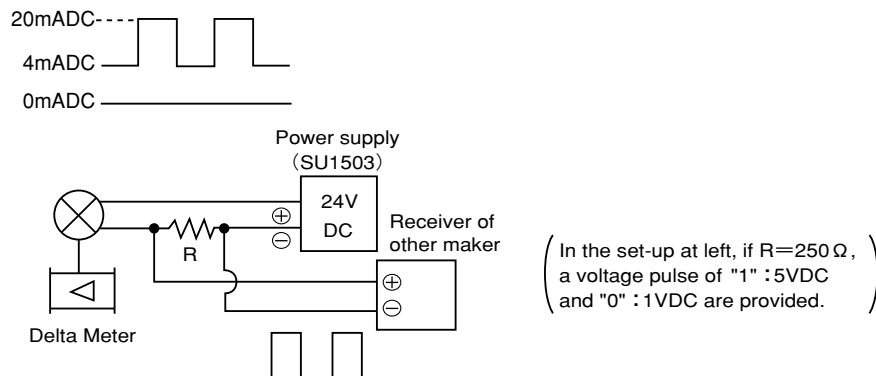 20mADC
4mADC
0mADC
Power supply
(SU1503)
24V
DC
⊕
⊖
R
Receiver of
other maker
⊕
⊖
Delta Meter
In the set-up at left, if R=250Ω,
a voltage pulse of "1" : 5VDC
and "0" : 1VDC are provided.